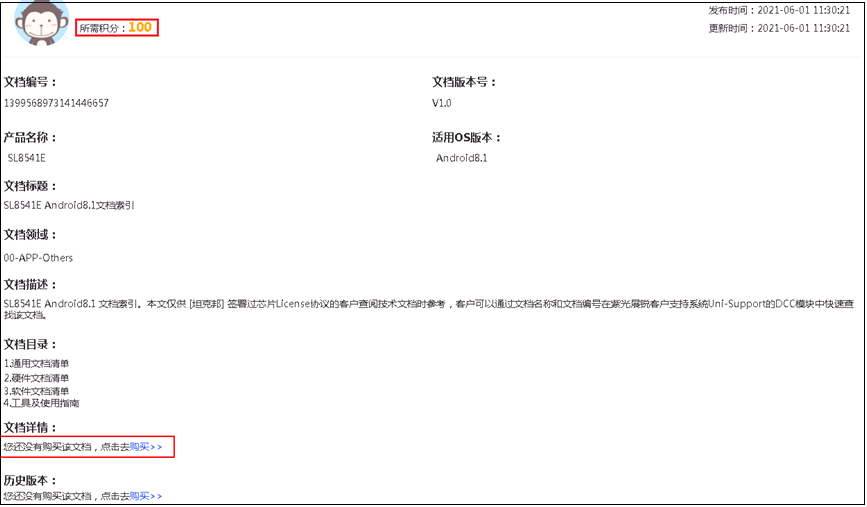 发布时间：2021-06-01 11:30:21
所需积分：100
更新时间：2021-06-01 11:30:21
文档编号：
文档版本号：
1399568973141446657
V1.0
产品名称：
适用OS版本：
SL8541E
Android8.1
文档标题：
SL8541E Android8.1文档索引
文档领域：
00-APP-Others
文档描述：
SL8541E Android8.1 文档索引。本文仅供 [坦克邦] 签署过芯片License协议的客户查阅技术文档时参考，客户可以通过文档名称和文档编号在紫光展锐客户支持系统Uni-Support的DCC模块中快速查
找该文档。
文档目录：
1.通用文档清单
2.硬件文档清单
3.软件文档清单
4.工具及使用指南
文档详情：
您还没有购买该文档，点击去购买>>
历史版本：
您还没有购买该文档，点击去购买>>